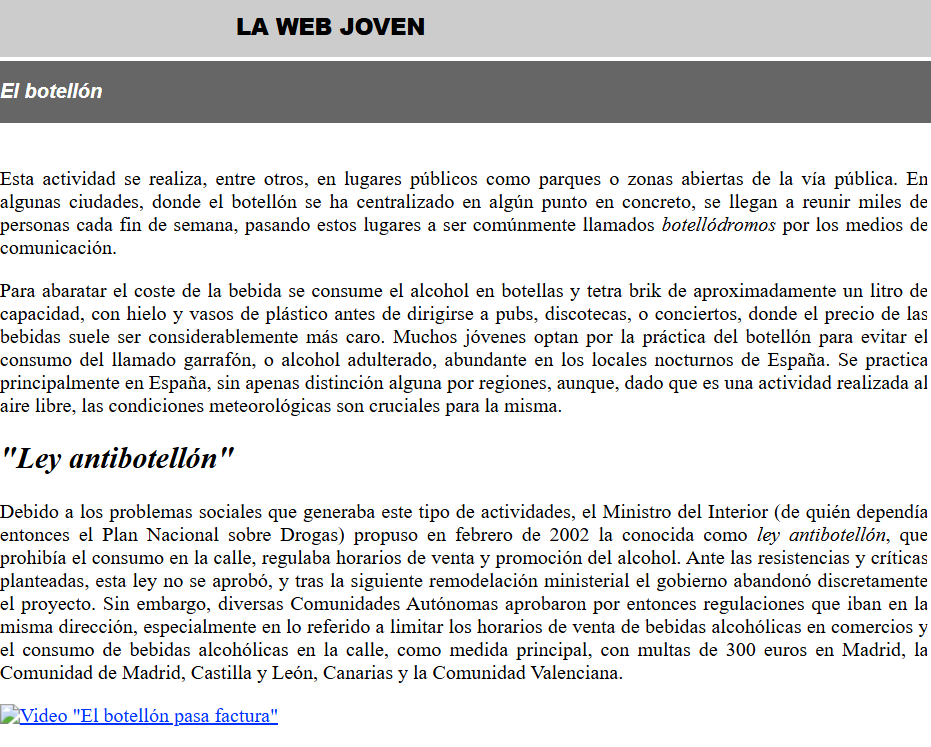 LA WEB JOVEN
El botellón
Esta actividad se realiza, entre otros, en lugares públicos como parques o zonas abiertas de la vía pública. En
algunas ciudades, donde el botellón se ha centralizado en algún punto en concreto, se llegan a reunir miles de
personas cada fin de semana, pasando estos lugares a ser comúnmente llamados botellódromos por los medios de
comunicación.
Para abaratar el coste de la bebida se consume el alcohol en botellas y tetra brik de aproximadamente un litro de
capacidad, con hielo y vasos de plástico antes de dirigirse a pubs, discotecas, o conciertos, donde el precio de las
bebidas suele ser considerablemente más caro. Muchos jóvenes optan por la práctica del botellón para evitar el
consumo del llamado garrafón, o alcohol adulterado, abundante en los locales nocturnos de España. Se practica
principalmente en España, sin apenas distinción alguna por regiones, aunque, dado que es una actividad realizada al
aire libre, las condiciones meteorológicas son cruciales para la misma.
"Ley antibotellón"
Debido a los problemas sociales que generaba este tipo de actividades, el Ministro del Interior (de quién dependía
entonces el Plan Nacional sobre Drogas) propuso en febrero de 2002 la conocida como ley antibotellón, que
prohibía el consumo en la calle, regulaba horarios de venta y promoción del alcohol. Ante las resistencias y críticas
planteadas, esta ley no se aprobó, y tras la siguiente remodelación ministerial el gobierno abandonó discretamente
el proyecto. Sin embargo, diversas Comunidades Autónomas aprobaron por entonces regulaciones que iban en la
misma dirección, especialmente en lo referido a limitar los horarios de venta de bebidas alcohólicas en comercios y
el consumo de bebidas alcohólicas en la calle, como medida principal, con multas de 300 euros en Madrid, la
Comunidad de Madrid, Castilla y León, Canarias y la Comunidad Valenciana.
Video "El botellón pasa factura"